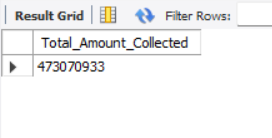 Result Grid Filter Rows:
Total_Amount_Collected
473070933